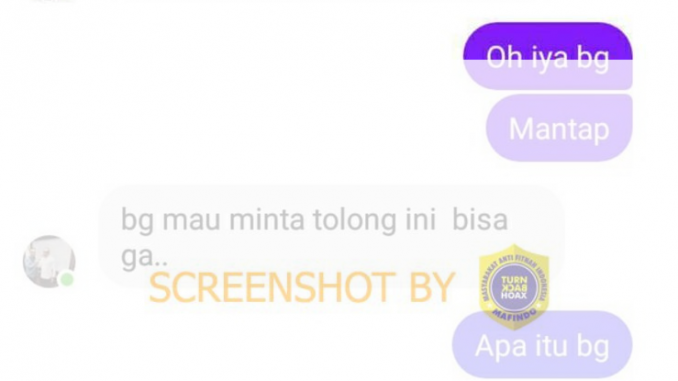 Oh iya bg
Mantap
bg mau minta tolong ini  bisa
ga..
SCREENSHOT BY
MASYARAKAT ANTI FITNAH INDONESIA
TURN
BACK
HOAX
MAFINDO
Apa itu bg